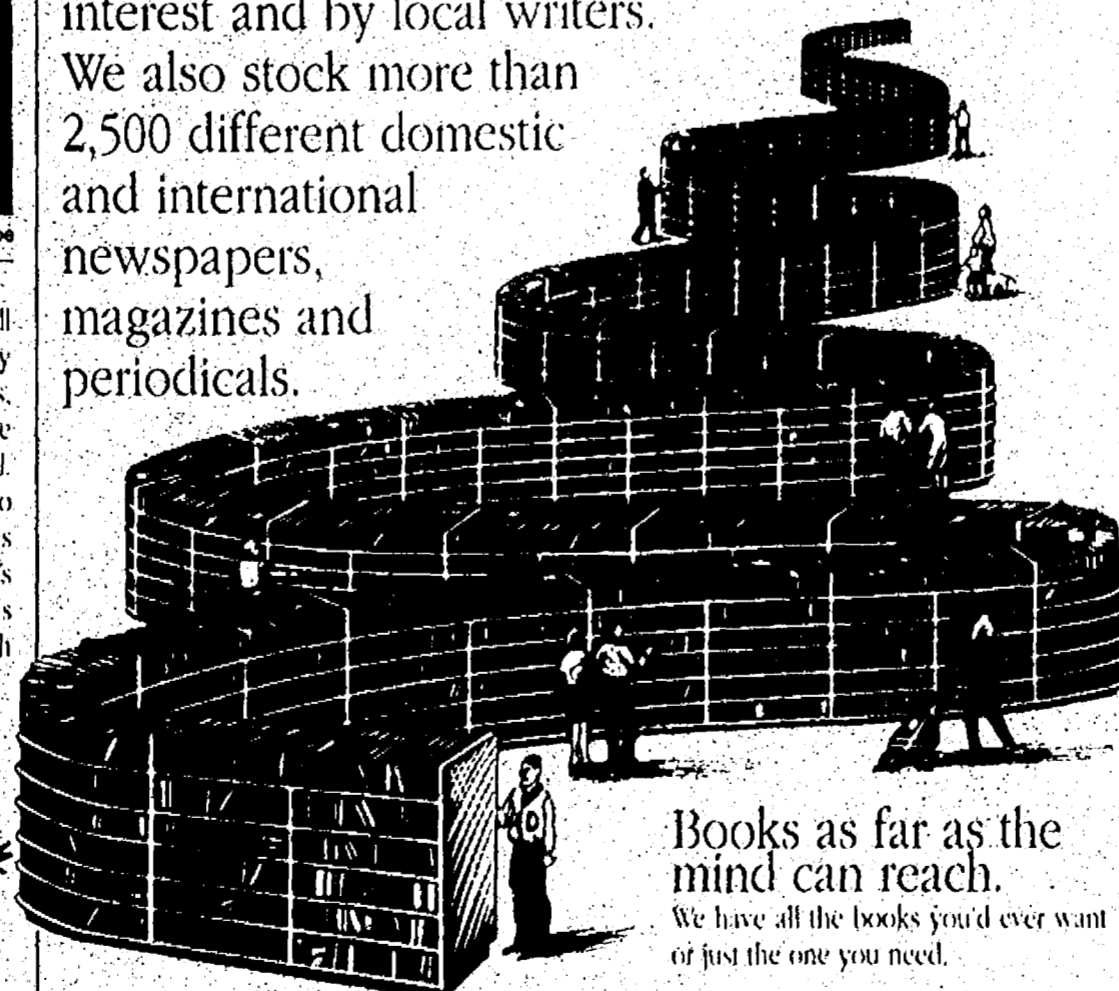 interest and by local writers.
We also stock more than
2,500 different domestic
and international
newspapers,
magazines and
periodicals.
Books as far as the
mind can reach.
We have all the books you'd ever want
or just the one you need.